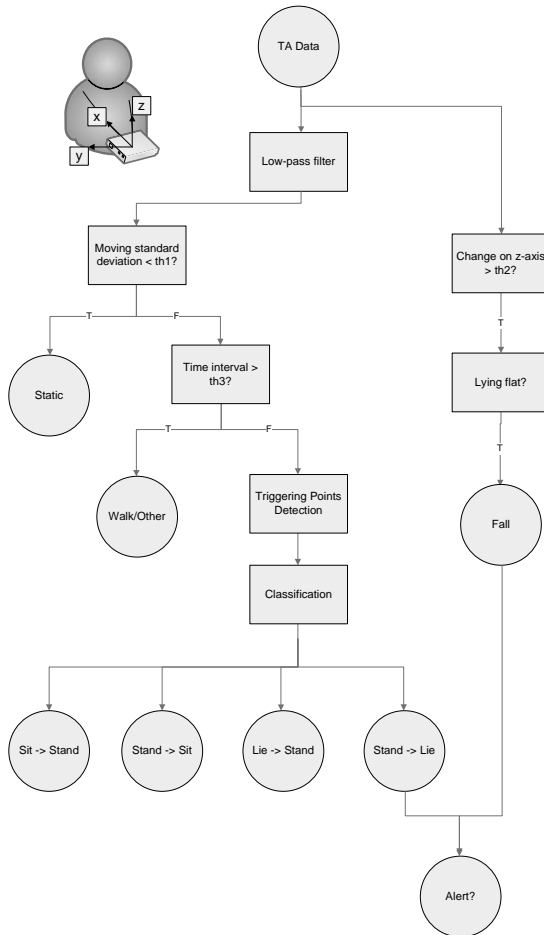 TA Data
z
x
y
Low-pass filter
Moving standard
deviation < th1?
Change on z-axis
> th2?
T
F
T
Time interval >
th3?
Lying flat?
Static
T
F
T
Triggering Points
Detection
Walk/Other
Fall
Classification
Sit -> Stand
Stand -> Sit
Lie -> Stand
Stand -> Lie
Alert?